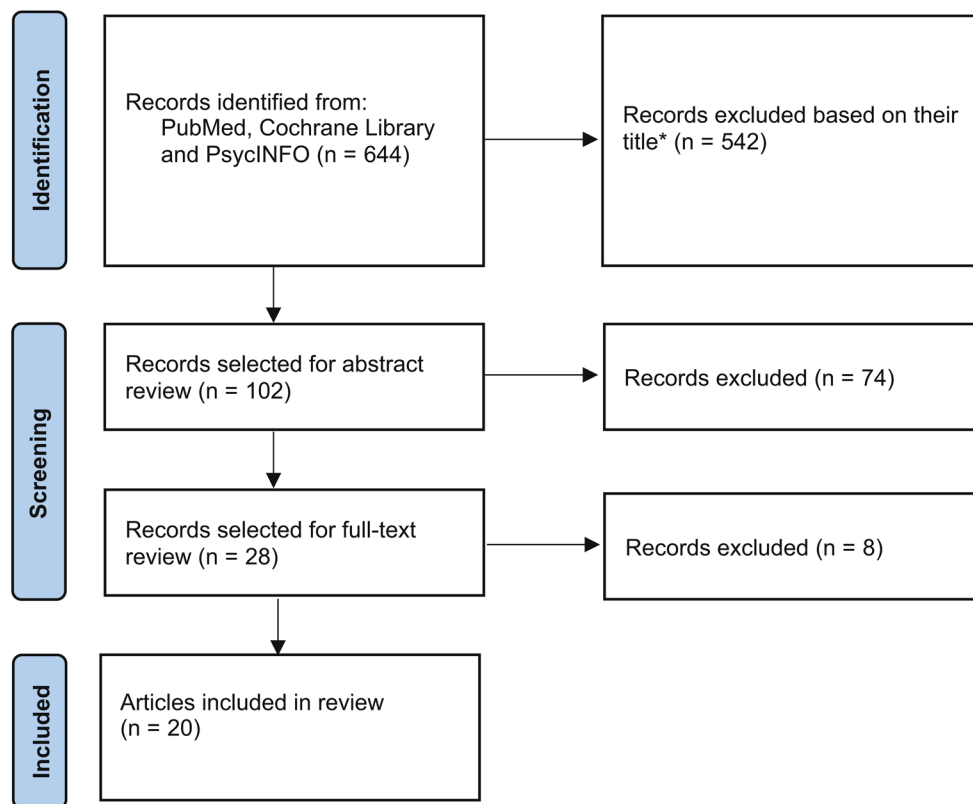 Identification
Records identified from:
PubMed, Cochrane Library
and PsycINFO (n = 644)
Records excluded based on their
title* (n = 542)
Screening
Records selected for abstract
review (n = 102)
Records excluded (n = 74)
Records selected for full-text
review (n = 28)
Records excluded (n = 8)
Included
Articles included in review
(n = 20)